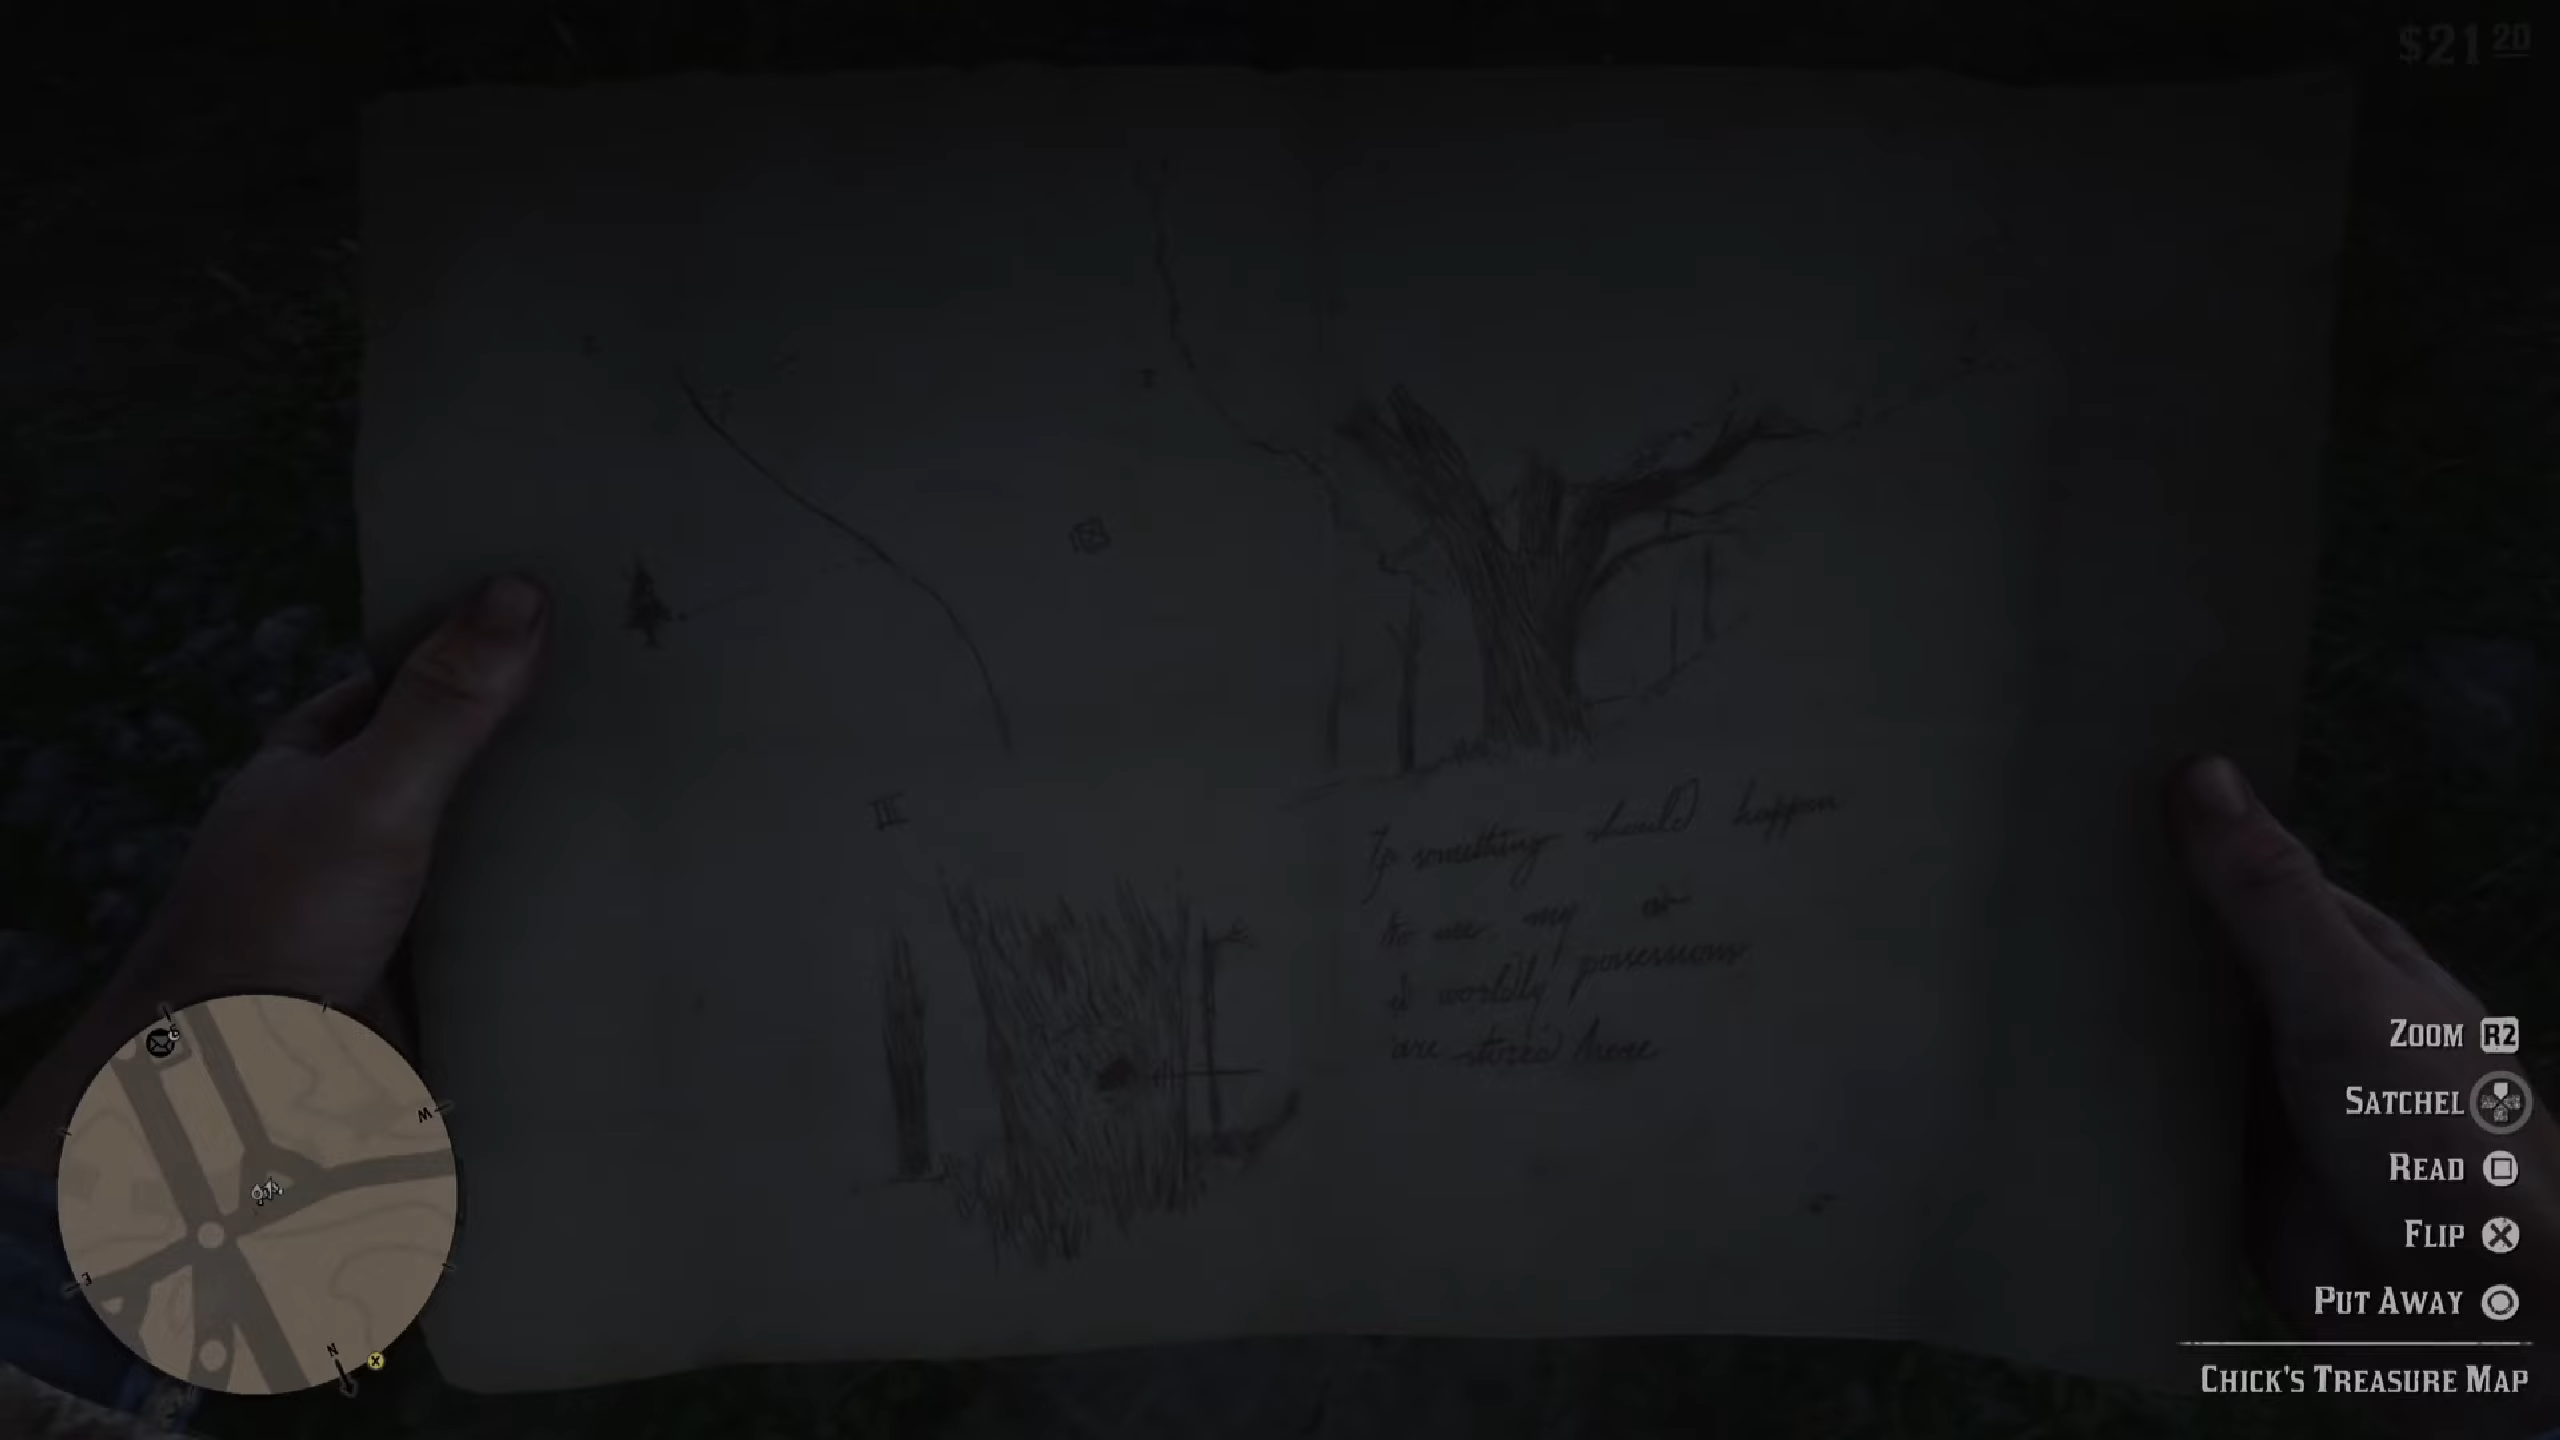 $21 20
I
I
III
If something should happen
to me my
worldly possessions
are stored here
W
E
N
ZOOM R2
SATCHEL
READ
FLIP
PUT AWAY
CHICK'S TREASURE MAP